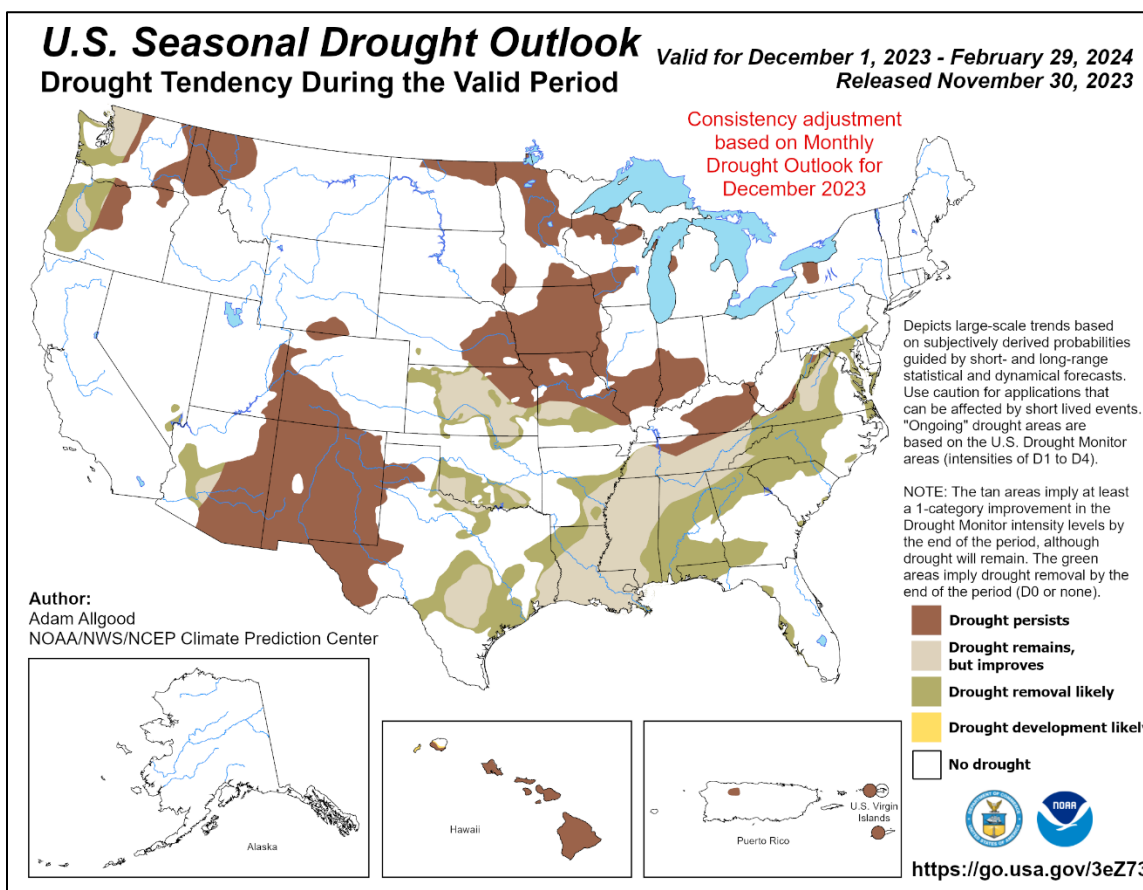 U.S. Seasonal Drought Outlook
Drought Tendency During the Valid Period
Valid for December 1, 2023 - February 29, 2024
Released November 30, 2023
Consistency adjustment
based on Monthly
Drought Outlook for
December 2023
Depicts large-scale trends based
on subjectively derived probabilities
guided by short- and long-range
statistical and dynamical forecasts.
Use caution for applications that
can be affected by short lived events.
"Ongoing" drought areas are
based on the U.S. Drought Monitor
areas (intensities of D1 to D4).
NOTE: The tan areas imply at least
a 1-category improvement in the
Drought Monitor intensity levels by
the end of the period, although
drought will remain. The green
areas imply drought removal by the
end of the period (D0 or none).
Author:
Adam Allgood
NOAA/NWS/NCEP Climate Prediction Center
Drought persists
Drought remains,
but improves
Drought removal likely
Drought development likely
No drought
Alaska
Hawaii
Puerto Rico
U.S. Virgin
Islands
NOAA
https://go.usa.gov/3eZ73